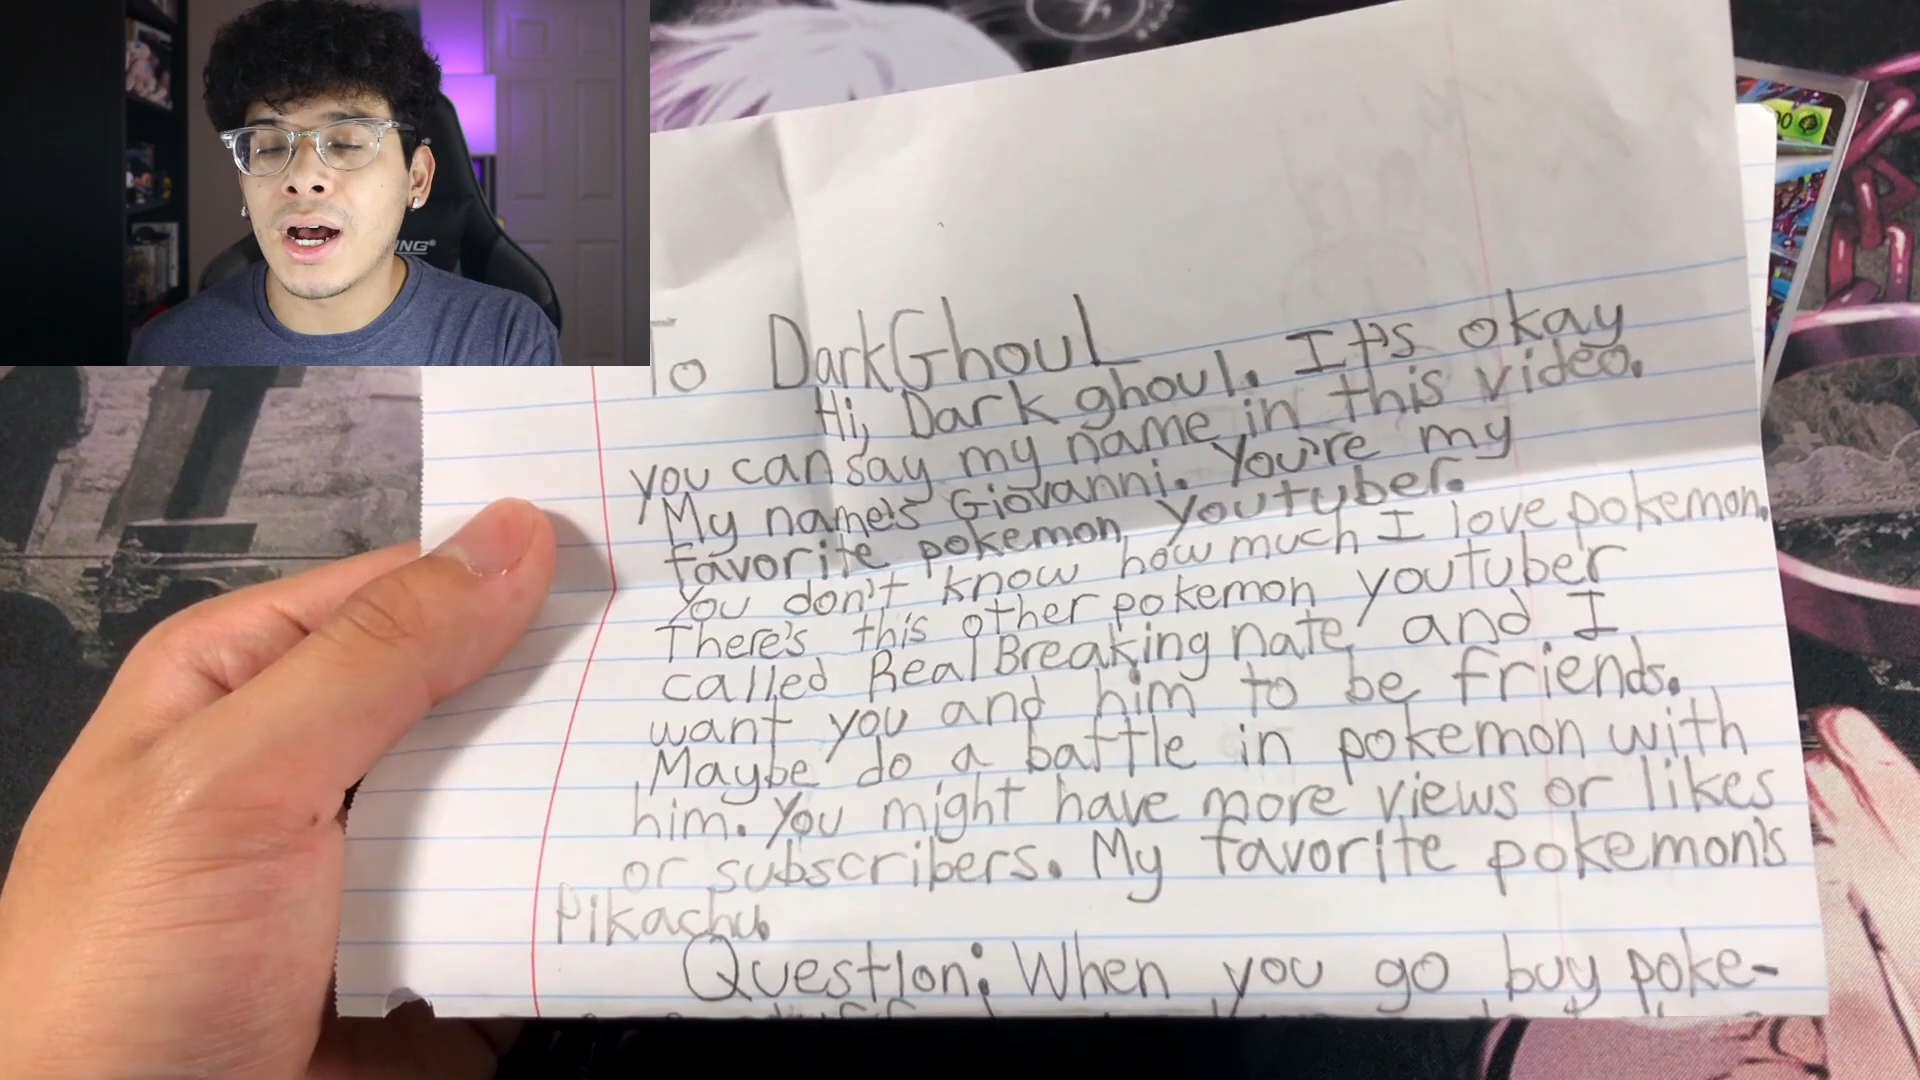 To DarkGhoul
Hi, Dark ghoul. It's okay
you can say my name in this video.
My name's Giovanni. You're my
favorite pokemon youtuber.
You don't know how much I love pokemon.
There's this other pokemon youtuber
called RealBreakingnate and I
want you and him to be friends.
Maybe do a battle in pokemon with
him. You might have more views or likes
or subscribers. My favorite pokemon's
Pikachu.
Question: When you go buy poke-
ING